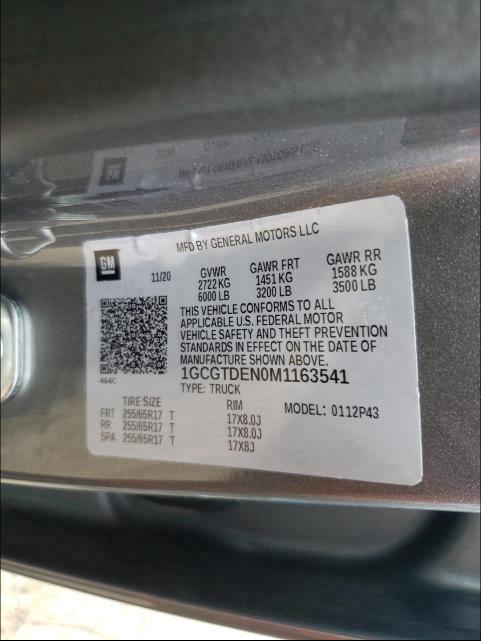 GM
MFD BY GENERAL MOTORS LLC
11/20 GVWR GAWR FRT GAWR RR
2722 KG 1451 KG 1588 KG
6000 LB 3200 LB 3500 LB
THIS VEHICLE CONFORMS TO ALL
APPLICABLE U.S. FEDERAL MOTOR
VEHICLE SAFETY AND THEFT PREVENTION
STANDARDS IN EFFECT ON THE DATE OF
MANUFACTURE SHOWN ABOVE.
464C 1GCGTDEN0M1163541
TYPE: TRUCK
TIRE SIZE RIM MODEL: 0112P43
FRT 255/65R17 T 17X8.0J
RR 255/65R17 T 17X8.0J
SPA 255/65R17 T 17X8J